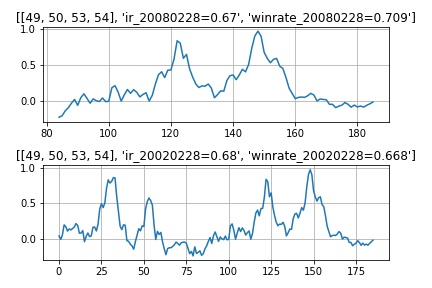 [[49, 50, 53, 54], 'ir_20080228=0.67', 'winrate_20080228=0.709']
1.0
0.5
0.0
80 100 120 140 160 180
[[49, 50, 53, 54], 'ir_20020228=0.68', 'winrate_20020228=0.668']
1.0
0.5
0.0
0 25 50 75 100 125 150 175